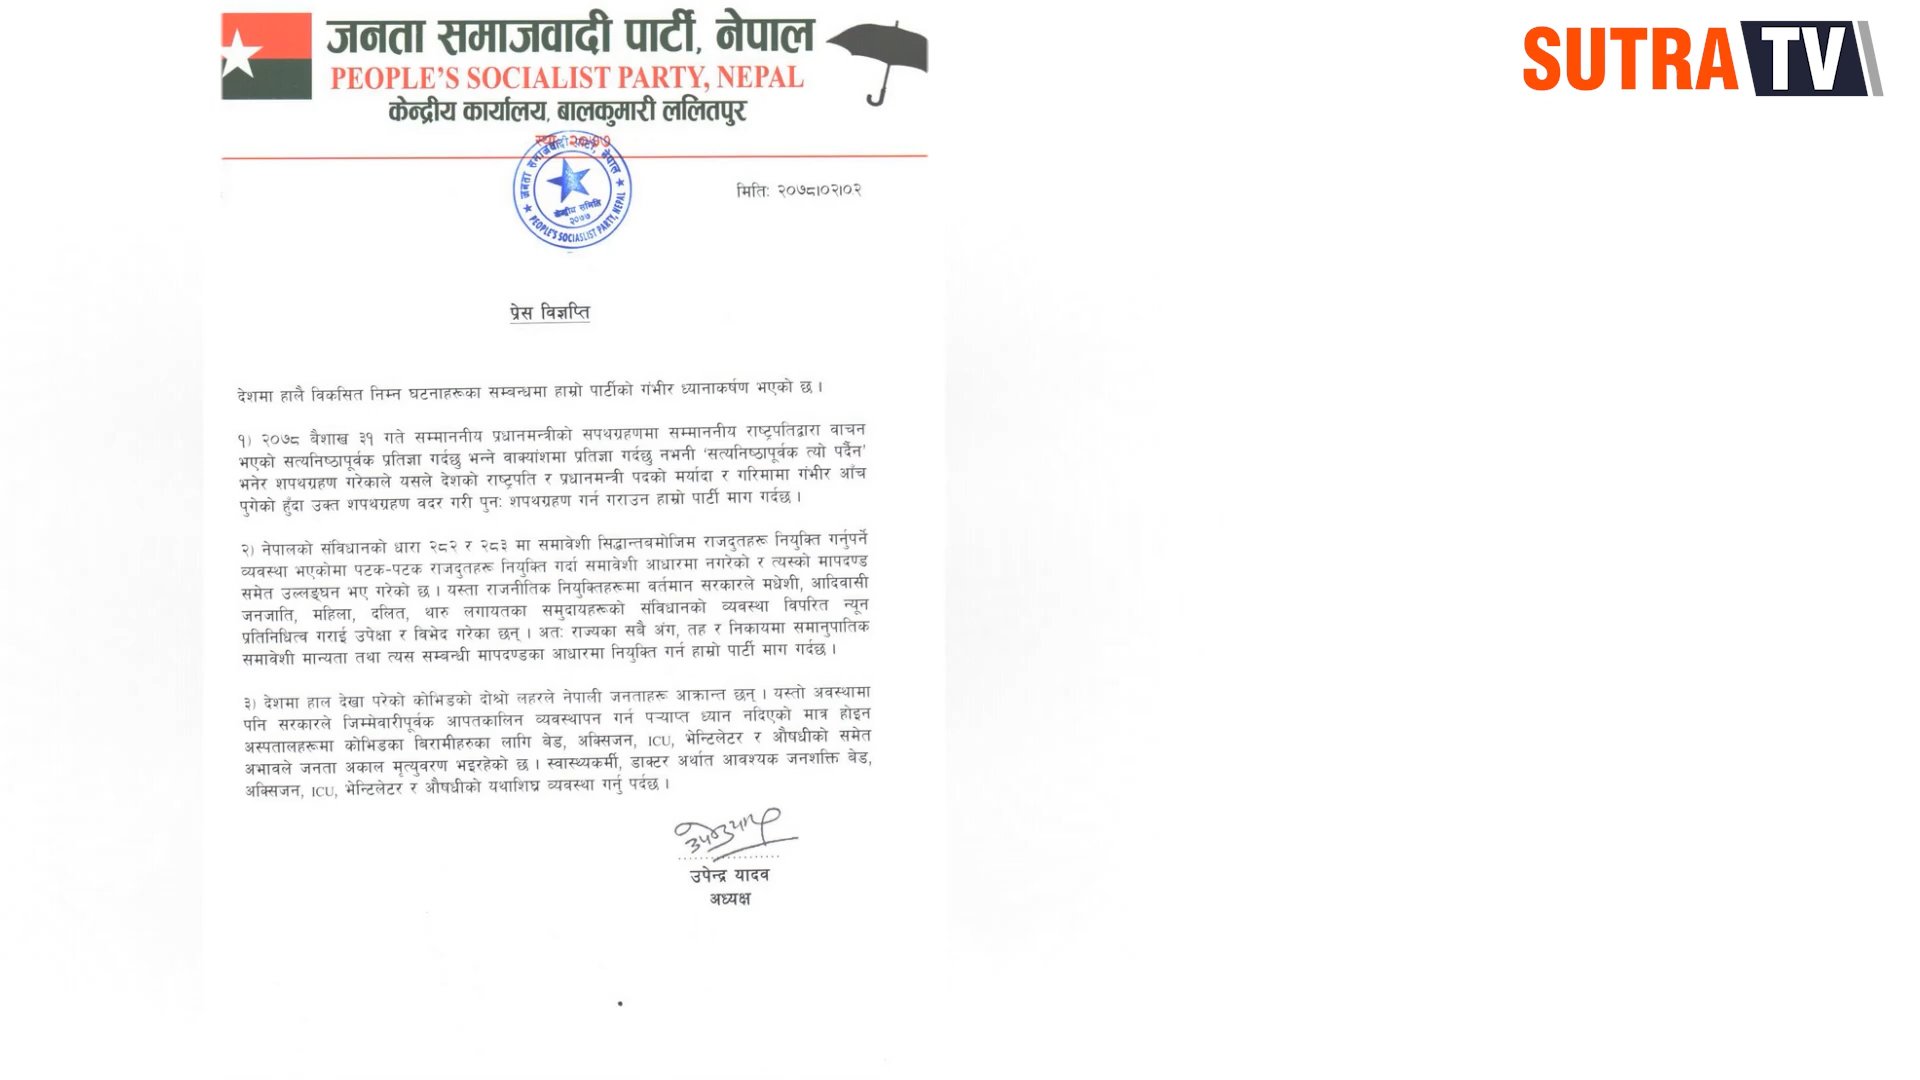 जनता समाजवादी पार्टी, नेपाल
PEOPLE'S SOCIALIST PARTY, NEPAL
केन्द्रीय कार्यालय, बालकुमारी ललितपुर
स्था. २०७७
SUTRA TV
जनता समाजवादी पार्टी, नेपाल
केन्द्रीय समिति
२०७७
PEOPLE'S SOCIASLIST PARTY, NEPAL
मिति: २०७८।०२।०२
प्रेस विज्ञप्ति
देशमा हालै विकसित निम्न घटनाहरूका सम्बन्धमा हाम्रो पार्टीको गंभीर ध्यानाकर्षण भएको छ ।
१) २०७८ बैशाख ३१ गते सम्माननीय प्रधानमन्त्रीको सपथग्रहणमा सम्माननीय राष्ट्रपतिद्वारा वाचन
भएको सत्यनिष्ठापूर्वक प्रतिज्ञा गर्दछु भन्ने वाक्यांशमा प्रतिज्ञा गर्दछु नभनी 'सत्यनिष्ठापूर्वक त्यो पर्दैन'
भनेर शपथग्रहण गरेकाले यसले देशको राष्ट्रपति र प्रधानमन्त्री पदको मर्यादा र गरिमामा गंभीर आँच
पुगेको हुँदा उक्त शपथग्रहण वदर गरी पुन: शपथग्रहण गर्न गराउन हाम्रो पार्टी माग गर्दछ ।
२) नेपालको संविधानको धारा २८२ र २८३ मा समावेशी सिद्धान्तबमोजिम राजदुतहरू नियुक्ति गर्नुपर्ने
व्यवस्था भएकोमा पटक-पटक राजदुतहरू नियुक्ति गर्दा समावेशी आधारमा नगरेको र त्यस्को मापदण्ड
समेत उल्लङ्घन भए गरेको छ । यस्ता राजनीतिक नियुक्तिहरूमा वर्तमान सरकारले मधेशी, आदिवासी
जनजाति, महिला, दलित, थारु लगायतका समुदायहरूको संविधानको व्यवस्था विपरित न्यून
प्रतिनिधित्व गराई उपेक्षा र विभेद गरेका छन् । अत: राज्यका सबै अंग, तह र निकायमा समानुपातिक
समावेशी मान्यता तथा त्यस सम्बन्धी मापदण्डका आधारमा नियुक्ति गर्न हाम्रो पार्टी माग गर्दछ ।
३) देशमा हाल देखा परेको कोभिडको दोश्रो लहरले नेपाली जनताहरू आक्रान्त छन् । यस्तो अवस्थामा
पनि सरकारले जिम्मेवारीपूर्वक आपतकालिन व्यवस्थापन गर्न पर्‍याप्त ध्यान नदिएको मात्र होइन
अस्पतालहरूमा कोभिडका बिरामीहरुका लागि बेड, अक्सिजन, ICU, भेन्टिलेटर र औषधीको समेत
अभावले जनता अकाल मृत्युवरण भइरहेको छ । स्वास्थ्यकर्मी, डाक्टर अर्थात आवश्यक जनशक्ति बेड,
अक्सिजन, ICU, भेन्टिलेटर र औषधीको यथाशिघ्र व्यवस्था गर्नु पर्दछ ।
उपेन्द्र यादव
अध्यक्ष